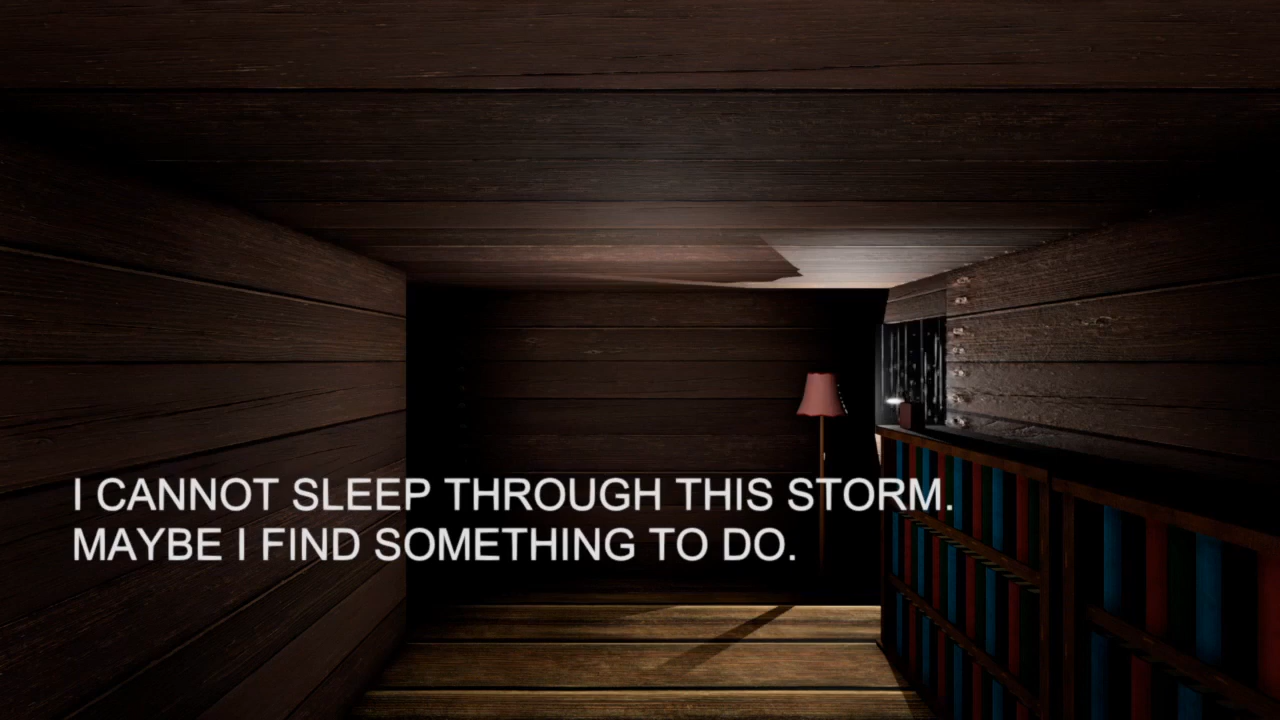 I CANNOT SLEEP THROUGH THIS STORM.
MAYBE I FIND SOMETHING TO DO.